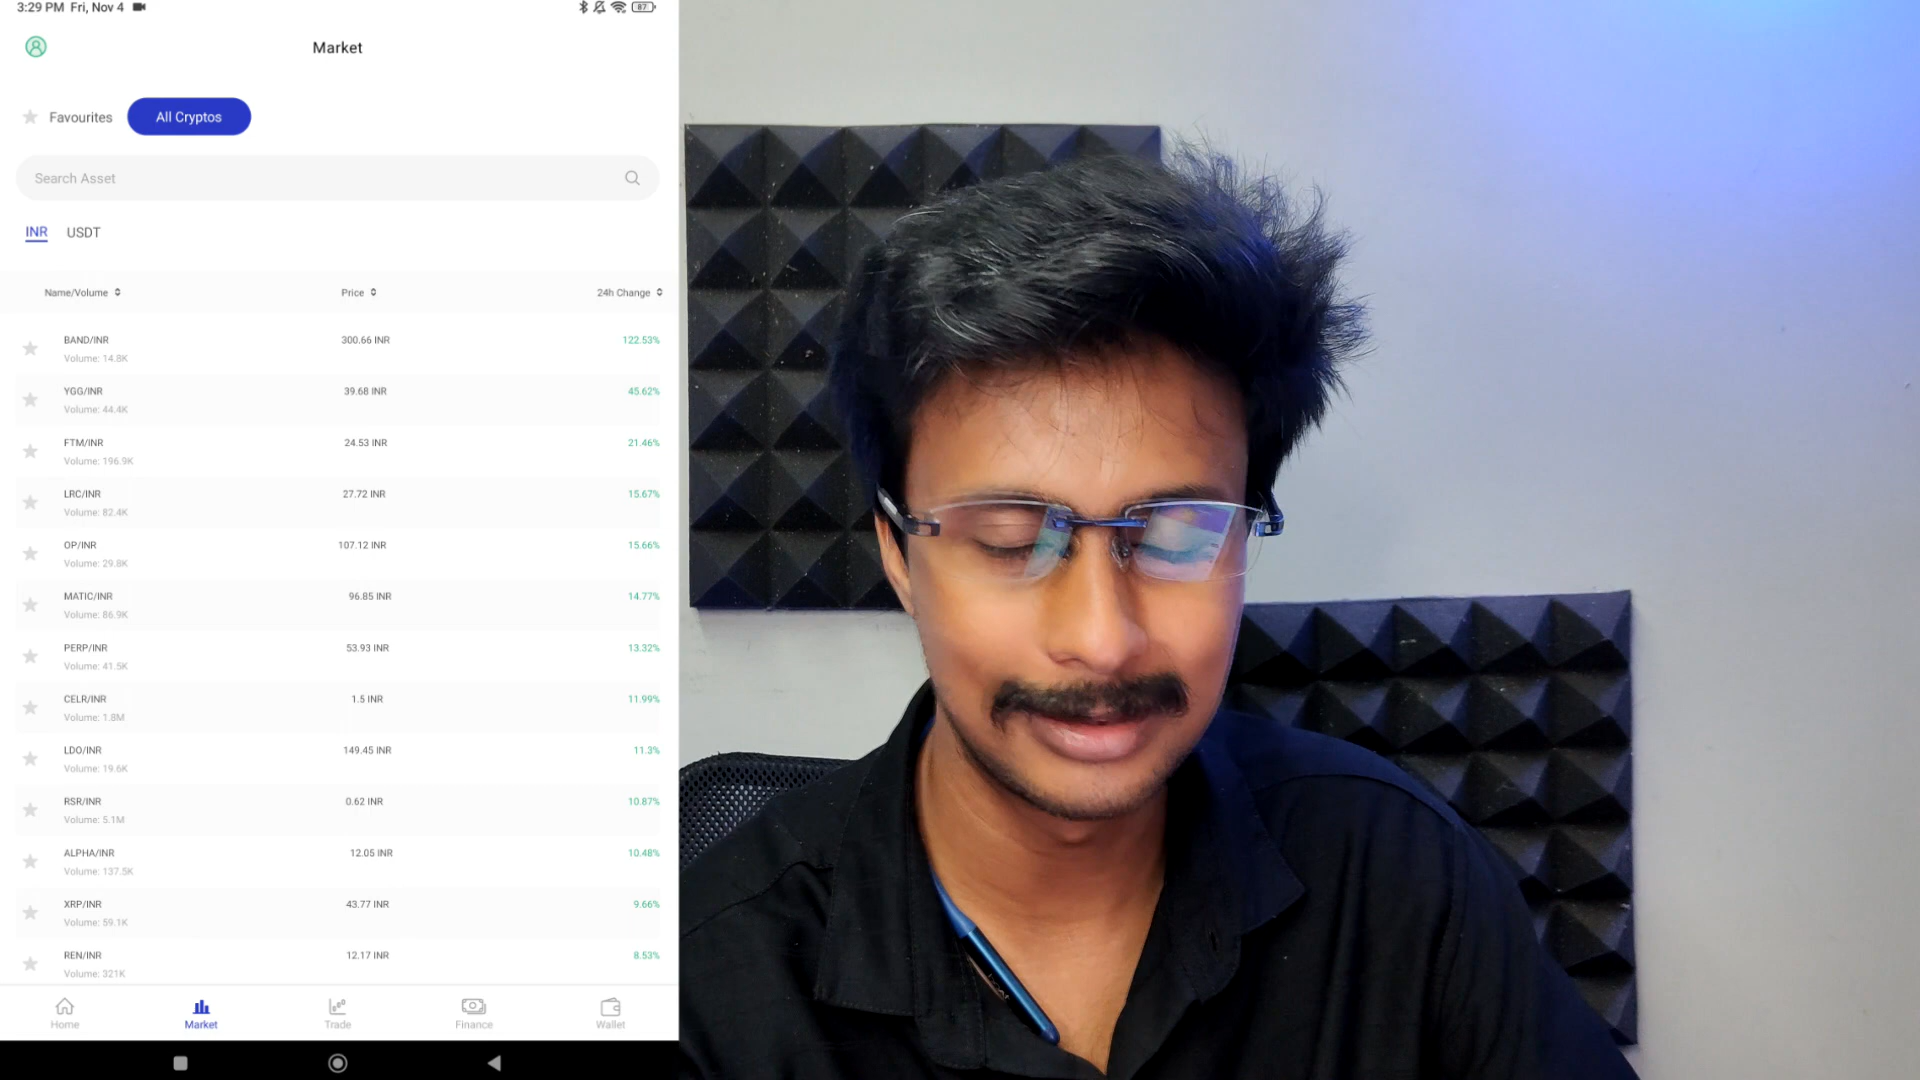 3:29 PM Fri, Nov 4
87
Market
Favourites
All Cryptos
Search Asset
INR USDT
Name/Volume Price 24h Change
BAND/INR 300.66 INR 122.53%
Volume: 14.8K
YGG/INR 39.68 INR 45.62%
Volume: 44.4K
FTM/INR 24.53 INR 21.46%
Volume: 196.9K
LRC/INR 27.72 INR 15.67%
Volume: 82.4K
OP/INR 107.12 INR 15.66%
Volume: 29.8K
MATIC/INR 96.85 INR 14.77%
Volume: 86.9K
PERP/INR 53.93 INR 13.32%
Volume: 41.5K
CELR/INR 1.5 INR 11.99%
Volume: 1.8M
LDO/INR 149.45 INR 11.3%
Volume: 19.6K
RSR/INR 0.62 INR 10.87%
Volume: 5.1M
ALPHA/INR 12.05 INR 10.48%
Volume: 137.5K
XRP/INR 43.77 INR 9.66%
Volume: 59.1K
REN/INR 12.17 INR 8.53%
Volume: 321K
Home Market Trade Finance Wallet